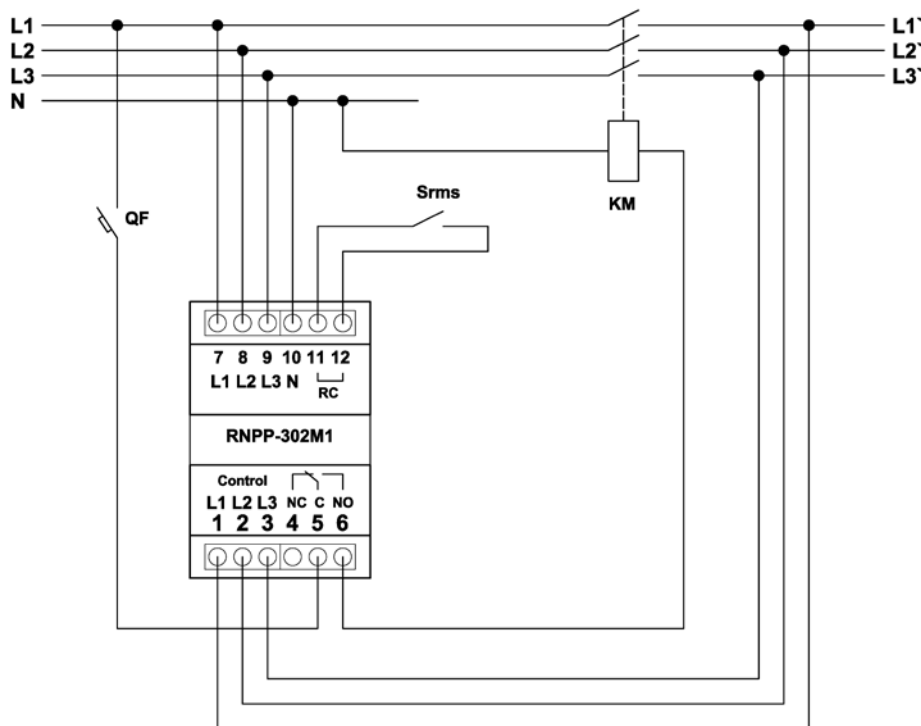 L1 L1`
L2 L2`
L3 L3`
N
Srms
QF
KM
7 8 9 10 11 12
L1 L2 L3 N
RC
RNPP-302M1
Control
L1 L2 L3 NC C NO
1 2 3 4 5 6